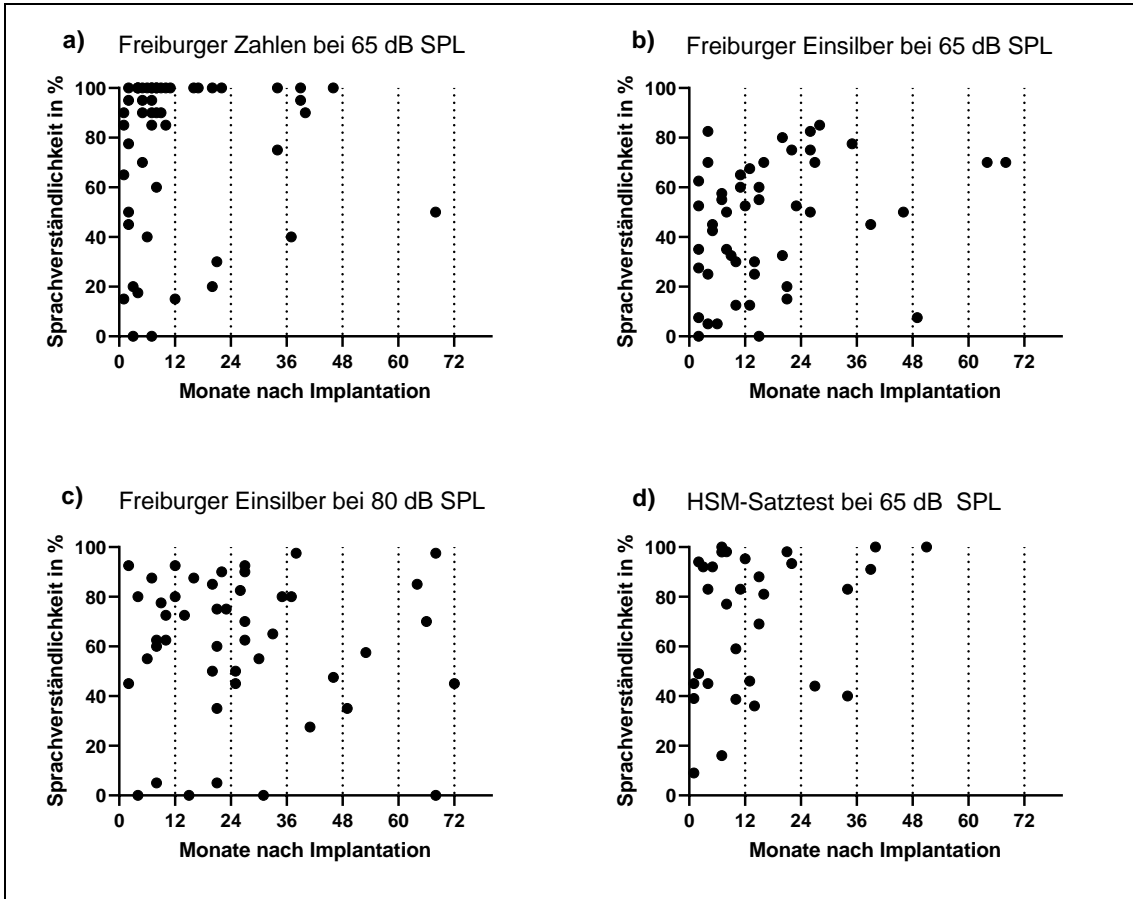 a) Freiburger Zahlen bei 65 dB SPL
Sprachverständlichkeit in %
100
80
60
40
20
0
0 12 24 36 48 60 72
Monate nach Implantation
b) Freiburger Einsilber bei 65 dB SPL
Sprachverständlichkeit in %
100
80
60
40
20
0
0 12 24 36 48 60 72
Monate nach Implantation
c) Freiburger Einsilber bei 80 dB SPL
Sprachverständlichkeit in %
100
80
60
40
20
0
0 12 24 36 48 60 72
Monate nach Implantation
d) HSM-Satztest bei 65 dB SPL
Sprachverständlichkeit in %
100
80
60
40
20
0
0 12 24 36 48 60 72
Monate nach Implantation